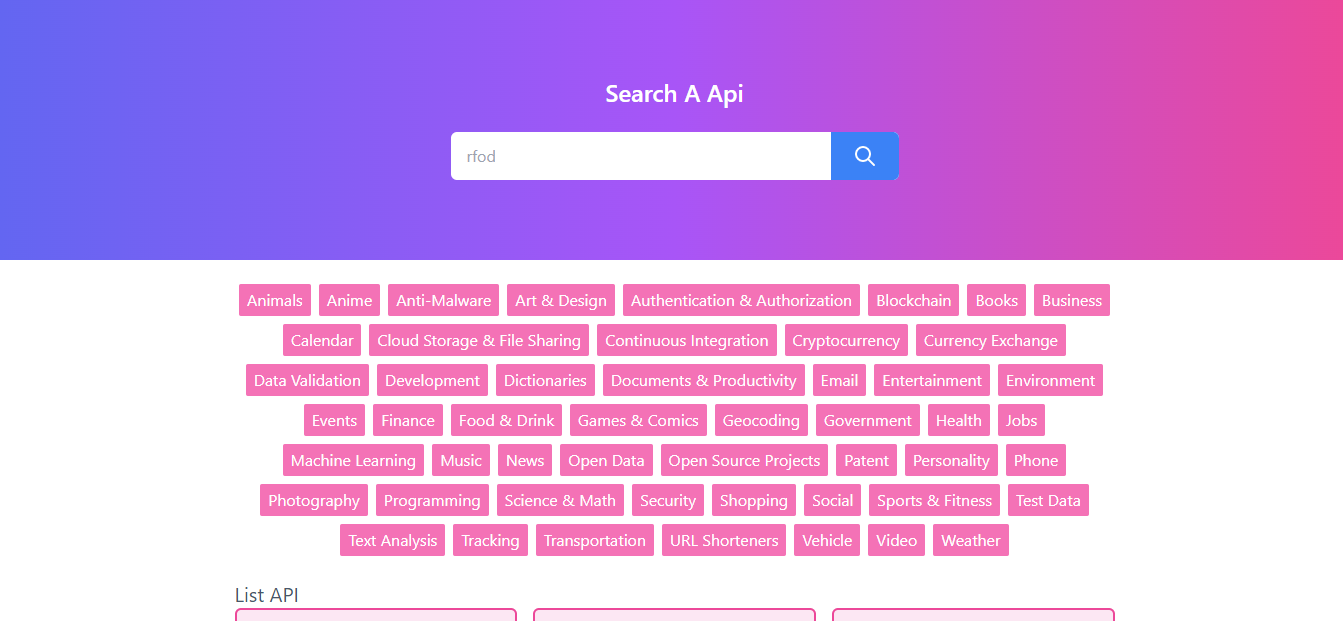 Search A Api
rfod
Animals Anime Anti-Malware Art & Design Authentication & Authorization Blockchain Books Business
Calendar Cloud Storage & File Sharing Continuous Integration Cryptocurrency Currency Exchange
Data Validation Development Dictionaries Documents & Productivity Email Entertainment Environment
Events Finance Food & Drink Games & Comics Geocoding Government Health Jobs
Machine Learning Music News Open Data Open Source Projects Patent Personality Phone
Photography Programming Science & Math Security Shopping Social Sports & Fitness Test Data
Text Analysis Tracking Transportation URL Shorteners Vehicle Video Weather
List API